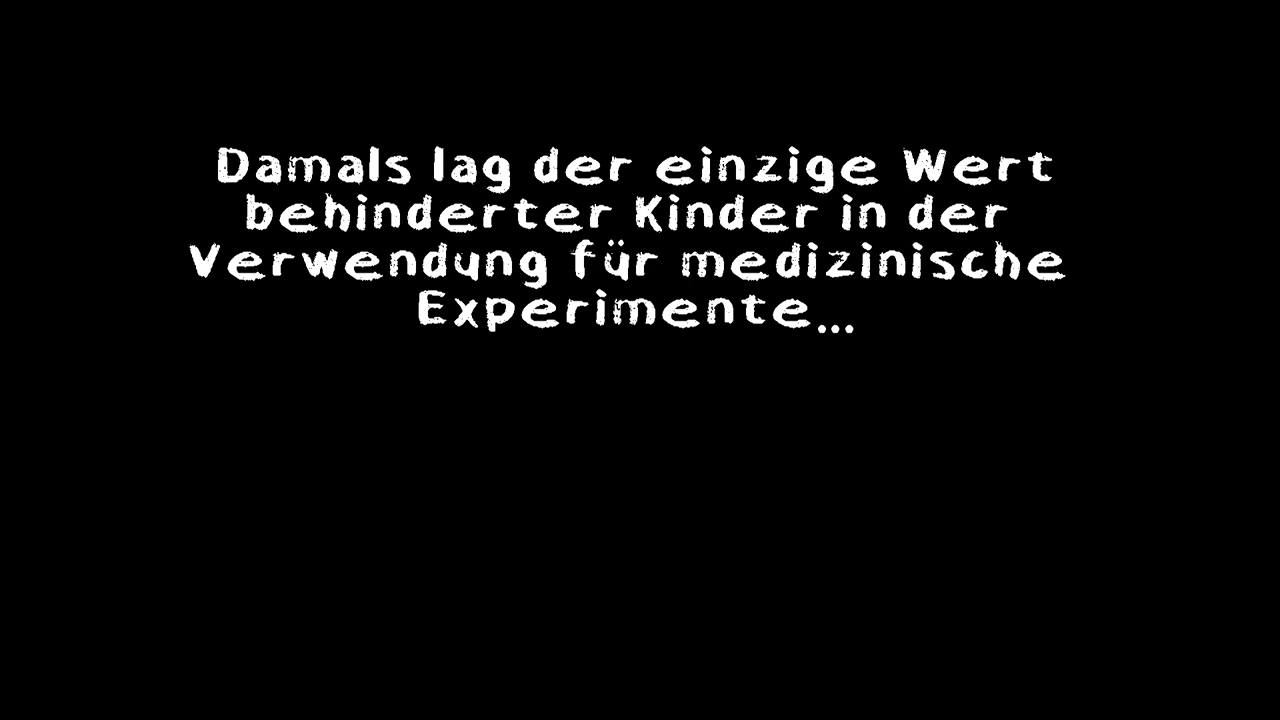 Damals lag der einzige Wert
behinderter Kinder in der
Verwendung für medizinische
Experimente...